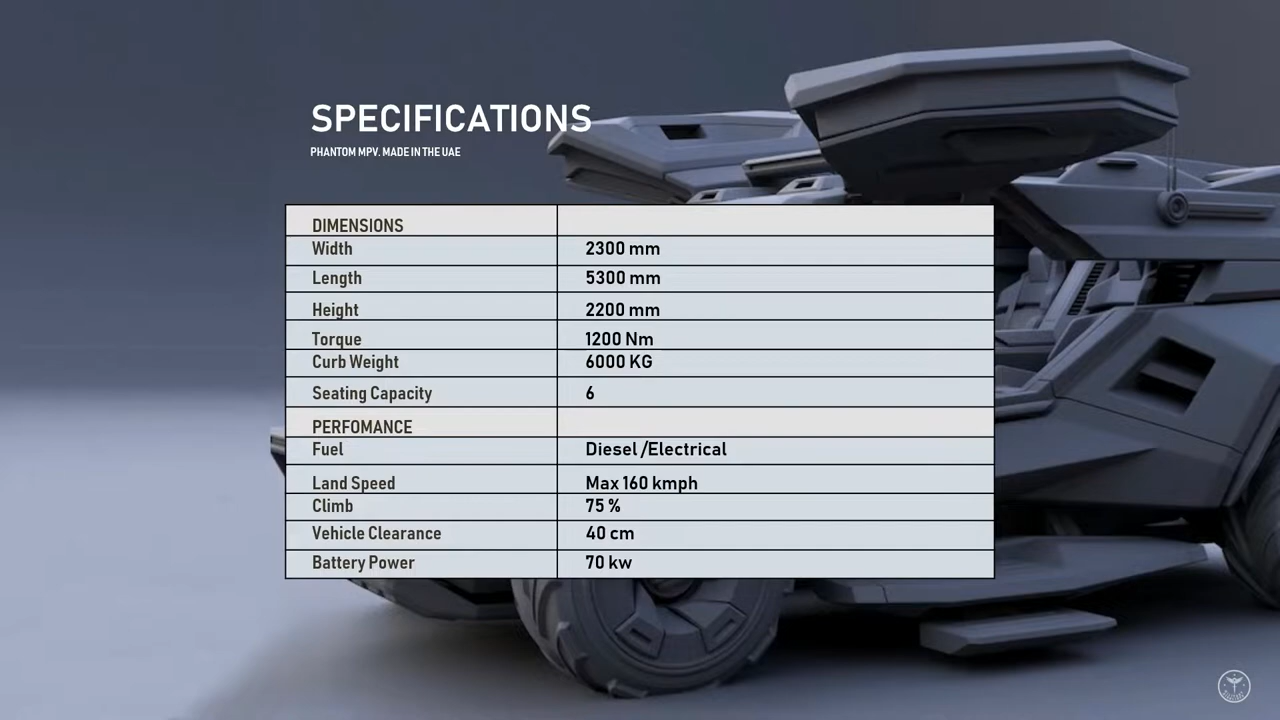 SPECIFICATIONS
PHANTOM MPV. MADE IN THE UAE
DIMENSIONS
Width 2300 mm
Length 5300 mm
Height 2200 mm
Torque 1200 Nm
Curb Weight 6000 KG
Seating Capacity 6
PERFOMANCE
Fuel Diesel /Electrical
Land Speed Max 160 kmph
Climb 75 %
Vehicle Clearance 40 cm
Battery Power 70 kw